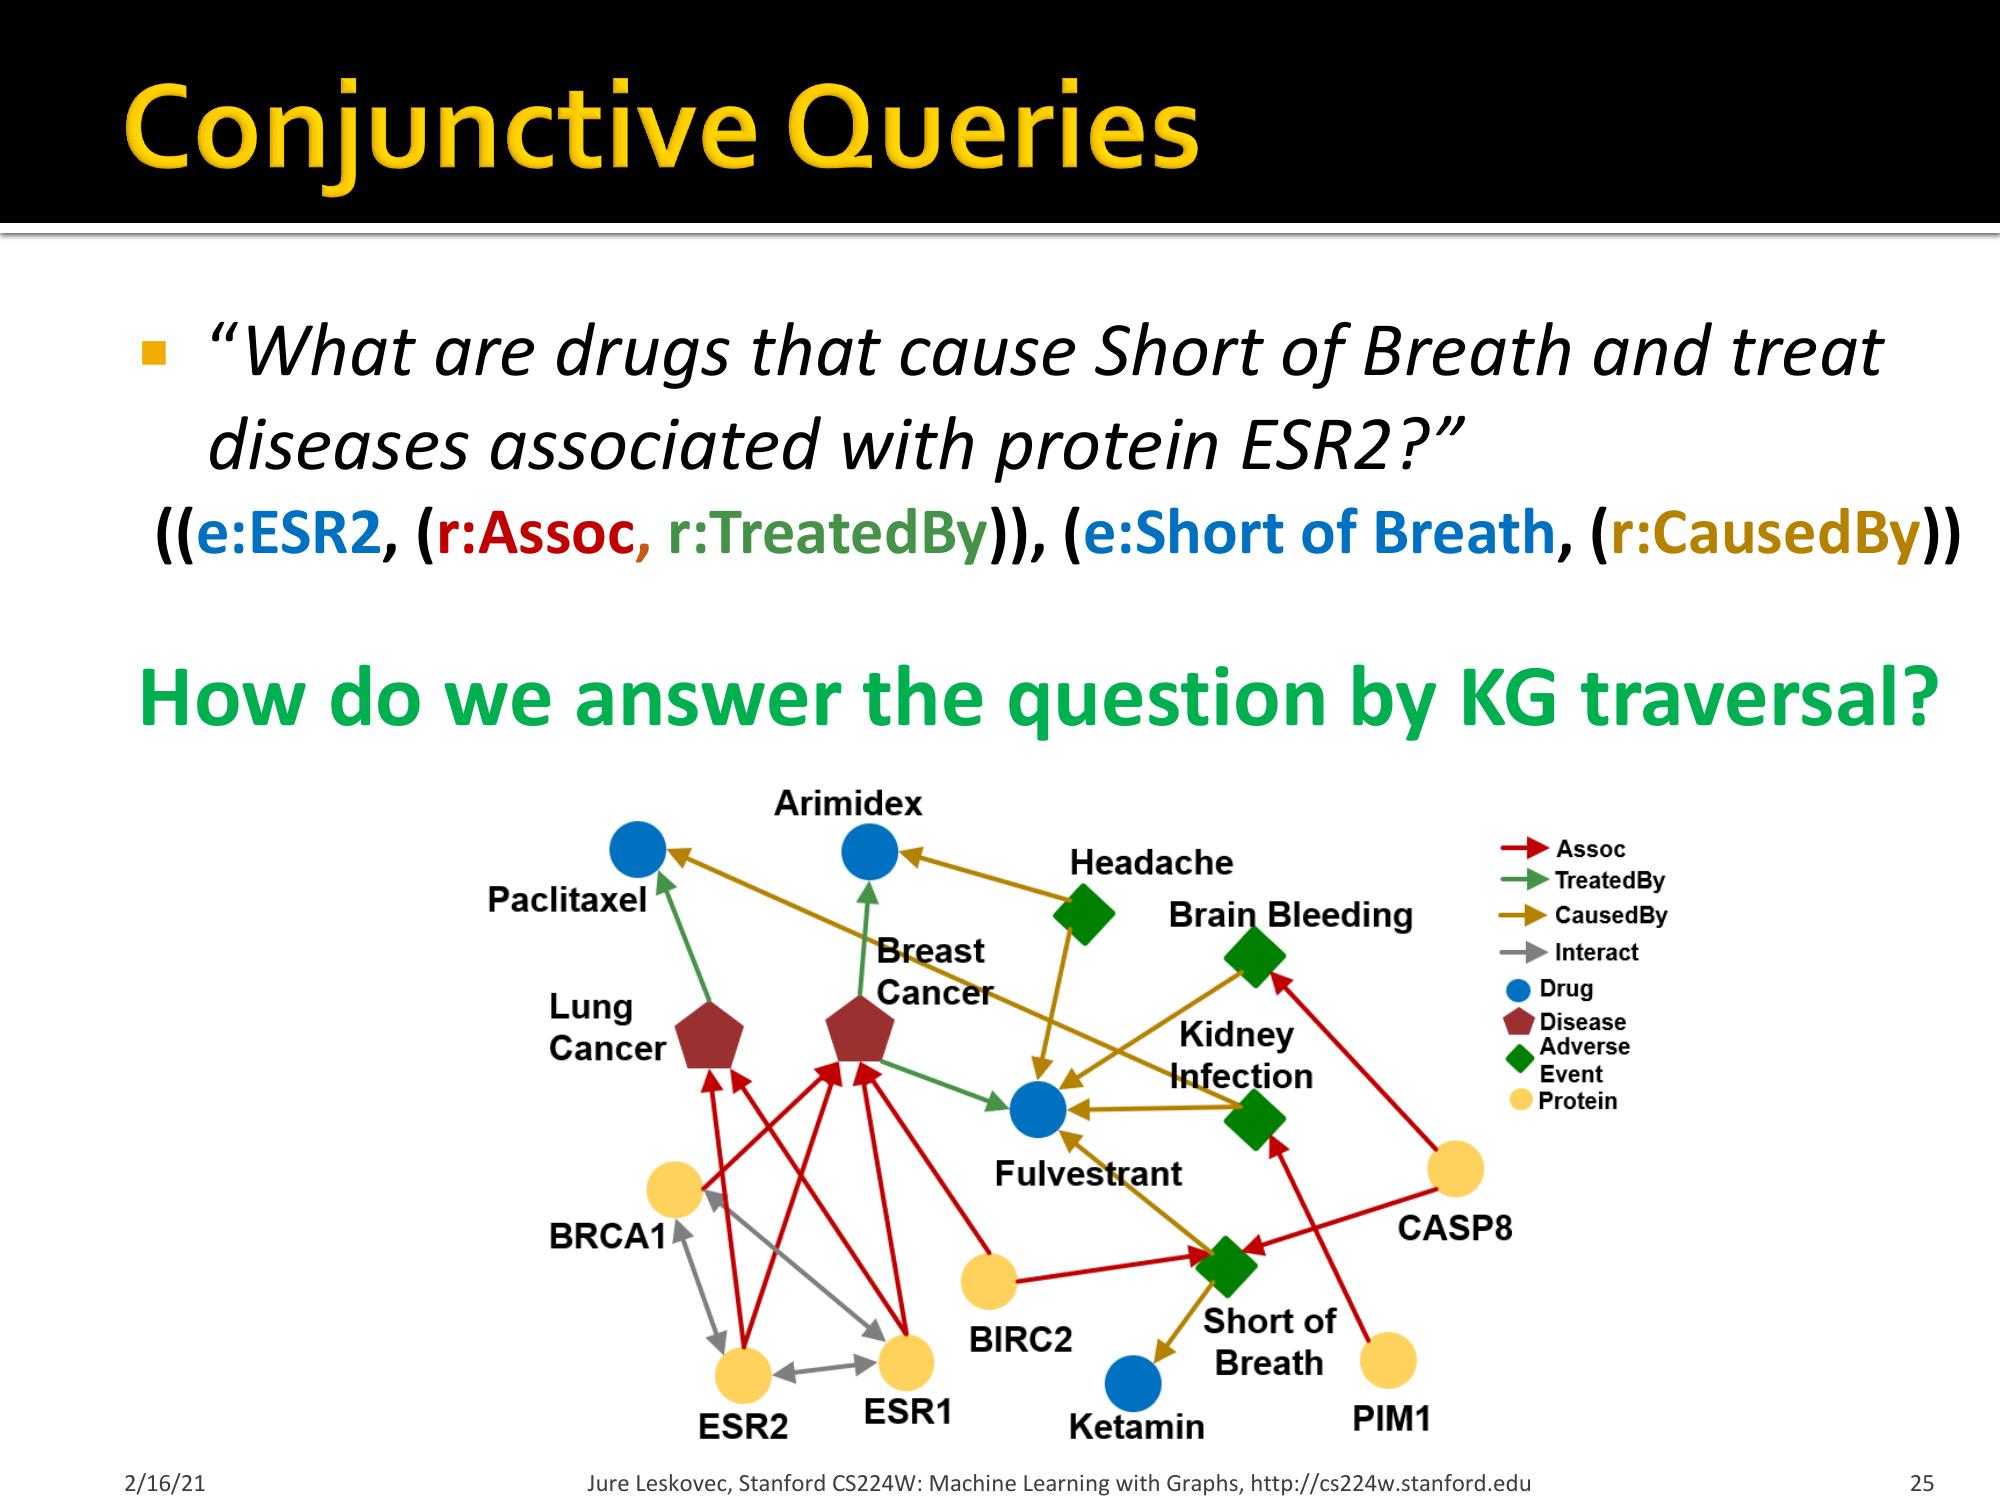 Conjunctive Queries
“What are drugs that cause Short of Breath and treat
diseases associated with protein ESR2?”
((e:ESR2, (r:Assoc, r:TreatedBy)), (e:Short of Breath, (r:CausedBy))
How do we answer the question by KG traversal?
Arimidex
Headache
Paclitaxel
Brain Bleeding
Breast
Cancer
Lung
Cancer
Kidney
Infection
Fulvestrant
BRCA1
CASP8
BIRC2
Short of
Breath
ESR2
ESR1
Ketamin
PIM1
Assoc
TreatedBy
CausedBy
Interact
Drug
Disease
Adverse
Event
Protein
2/16/21
Jure Leskovec, Stanford CS224W: Machine Learning with Graphs, http://cs224w.stanford.edu
25